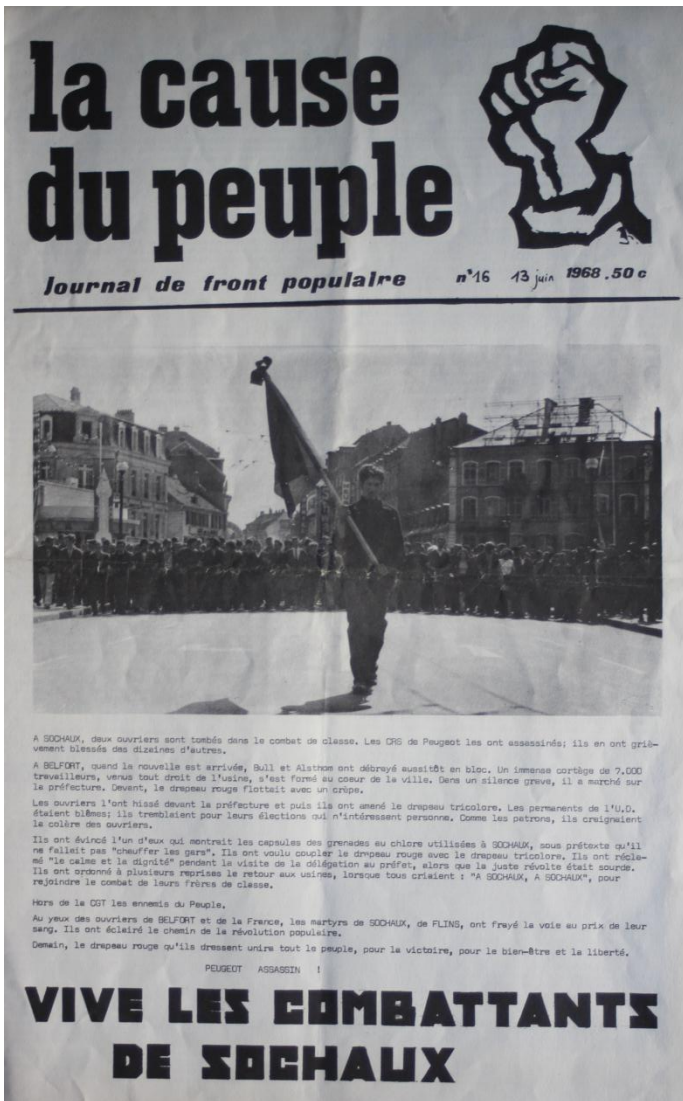 la cause
du peuple
Journal de front populaire n°16 13 juin 1968.50c
A SOCHAUX, deux ouvriers sont tombés dans le combat de classe. Les CRS de Peugeot les ont assassinés; ils en ont griè-
vement blessés des dizaines d'autres.
A BELFORT, quand la nouvelle est arrivée, Bull et Alsthom ont débrayé aussitôt en bloc. Un immense cortège de 7.000
travailleurs, venus tout droit de l'usine, s'est formé au coeur de la ville. Dans un silence grave, il a marché sur
la préfecture. Devant, le drapeau rouge flottait avec un crêpe.
Les ouvriers l'ont hissé devant la préfecture et puis ils ont amené le drapeau tricolore. Les permanents de l'U.D.
étaient blêmes; ils tremblaient pour leurs élections qui n'intéressent personne. Comme les patrons, ils craignaient
la colère des ouvriers.
Ils ont évincé l'un d'eux qui montrait les capsules des grenades au chlore utilisées à SOCHAUX, sous prétexte qu'il
ne fallait pas "chauffer les gars". Ils ont voulu coupler le drapeau rouge avec le drapeau tricolore. Ils ont récla-
mé "le calme et la dignité" pendant la visite de la délégation au préfet, alors que la juste révolte était sourde.
Ils ont ordonné à plusieurs reprises le retour aux usines, lorsque tous criaient : "A SOCHAUX, A SOCHAUX", pour
rejoindre le combat de leurs frères de classe.
Hors de la CGT les ennemis du Peuple.
Au yeux des ouvriers de BELFORT et de la France, les martyrs de SOCHAUX, de FLINS, ont frayé la voie au prix de leur
sang. Ils ont éclairé le chemin de la révolution populaire.
Demain, le drapeau rouge qu'ils dressent unira tout le peuple, pour la victoire, pour le bien-être et la liberté.
PEUGEOT ASSASSIN !
VIVE LES COMBATTANTS
DE SOCHAUX